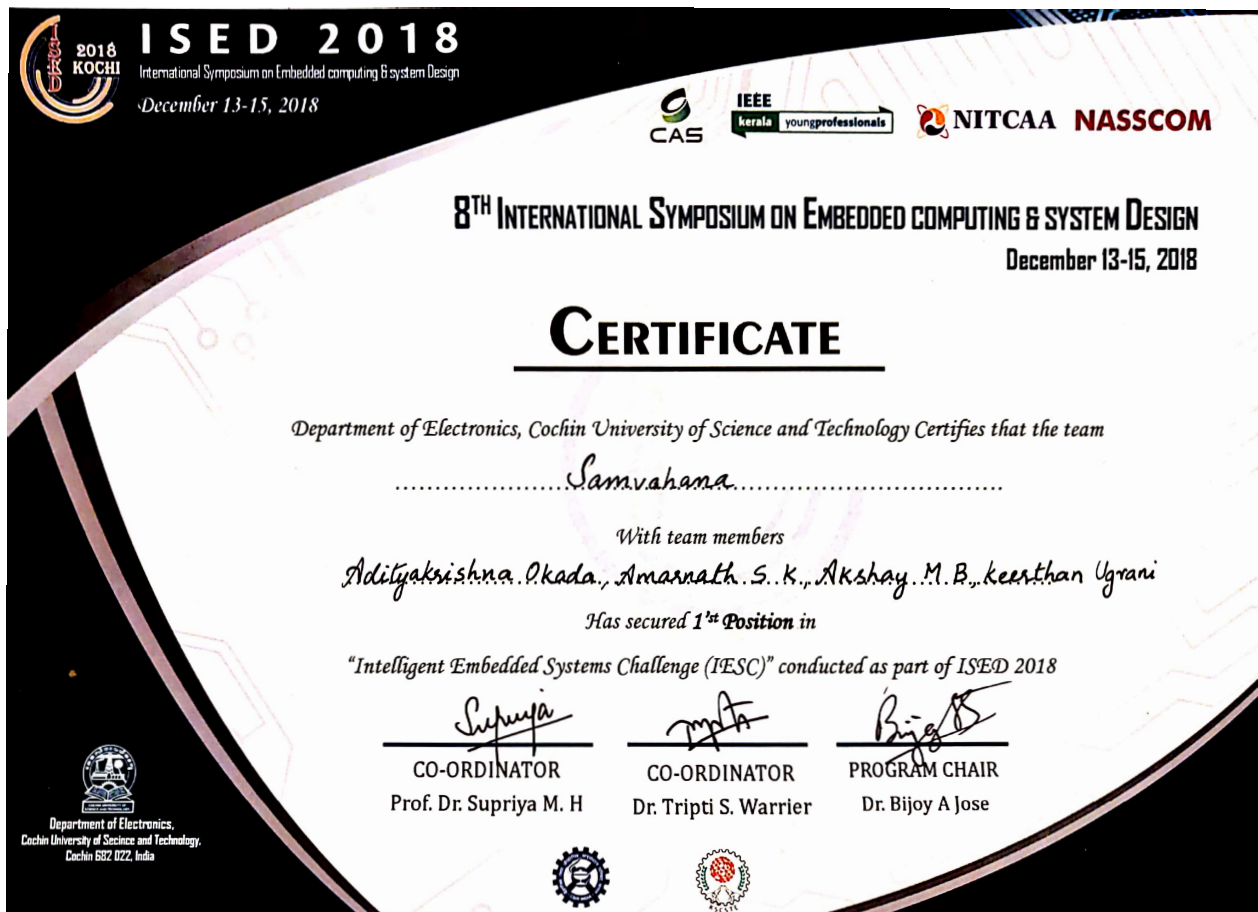 ISED
2018
KOCHI
ISED 2018
International Symposium on Embedded computing & system Design
December 13-15, 2018
CAS
IEEE
kerala youngprofessionals
NITCAA
NASSCOM
8TH INTERNATIONAL SYMPOSIUM ON EMBEDDED COMPUTING & SYSTEM DESIGN
December 13-15, 2018
CERTIFICATE
Department of Electronics, Cochin University of Science and Technology Certifies that the team
Samvahana
With team members
Adityakrishna Okada, Amarnath S. K., Akshay M. B., Keerthan Ugrani
Has secured 1'st Position in
“Intelligent Embedded Systems Challenge (IESC)” conducted as part of ISED 2018
Supriya
CO-ORDINATOR
Prof. Dr. Supriya M. H
CO-ORDINATOR
Dr. Tripti S. Warrier
PROGRAM CHAIR
Dr. Bijoy A Jose
Department of Electronics,
Cochin University of Secince and Technology,
Cochin 682 022, India
KSCSTE